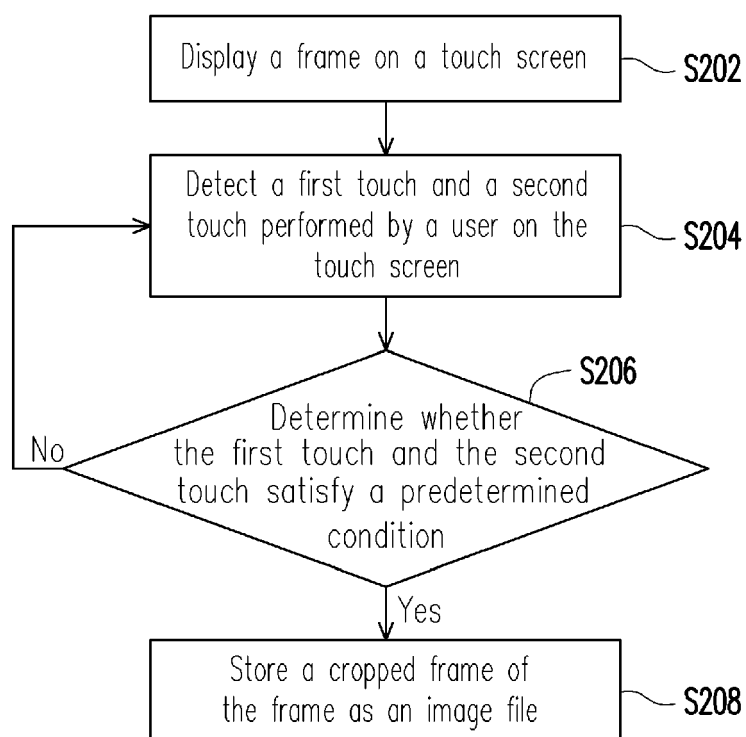 Display a frame on a touch screen
S202
Detect a first touch and a second
touch performed by a user on the
touch screen
S204
S206
Determine whether
the first touch and the second
touch satisfy a predetermined
condition
No
Yes
Store a cropped frame of
the frame as an image file
S208